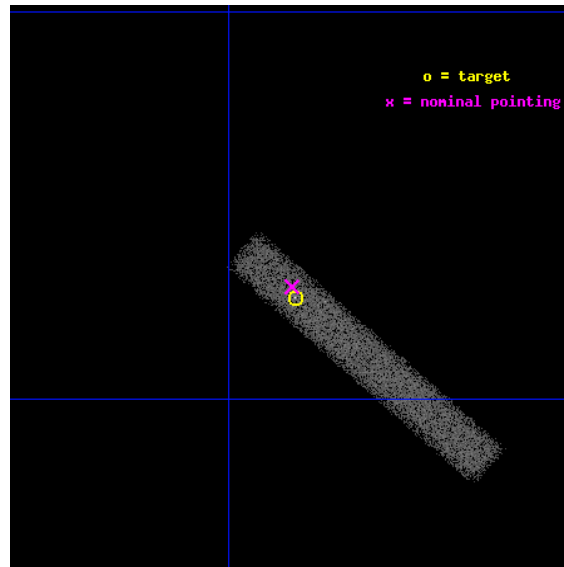 o = target
x = nominal pointing